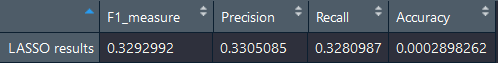 F1_measure Precision Recall Accuracy
LASSO results 0.3292992 0.3305085 0.3280987 0.0002898262